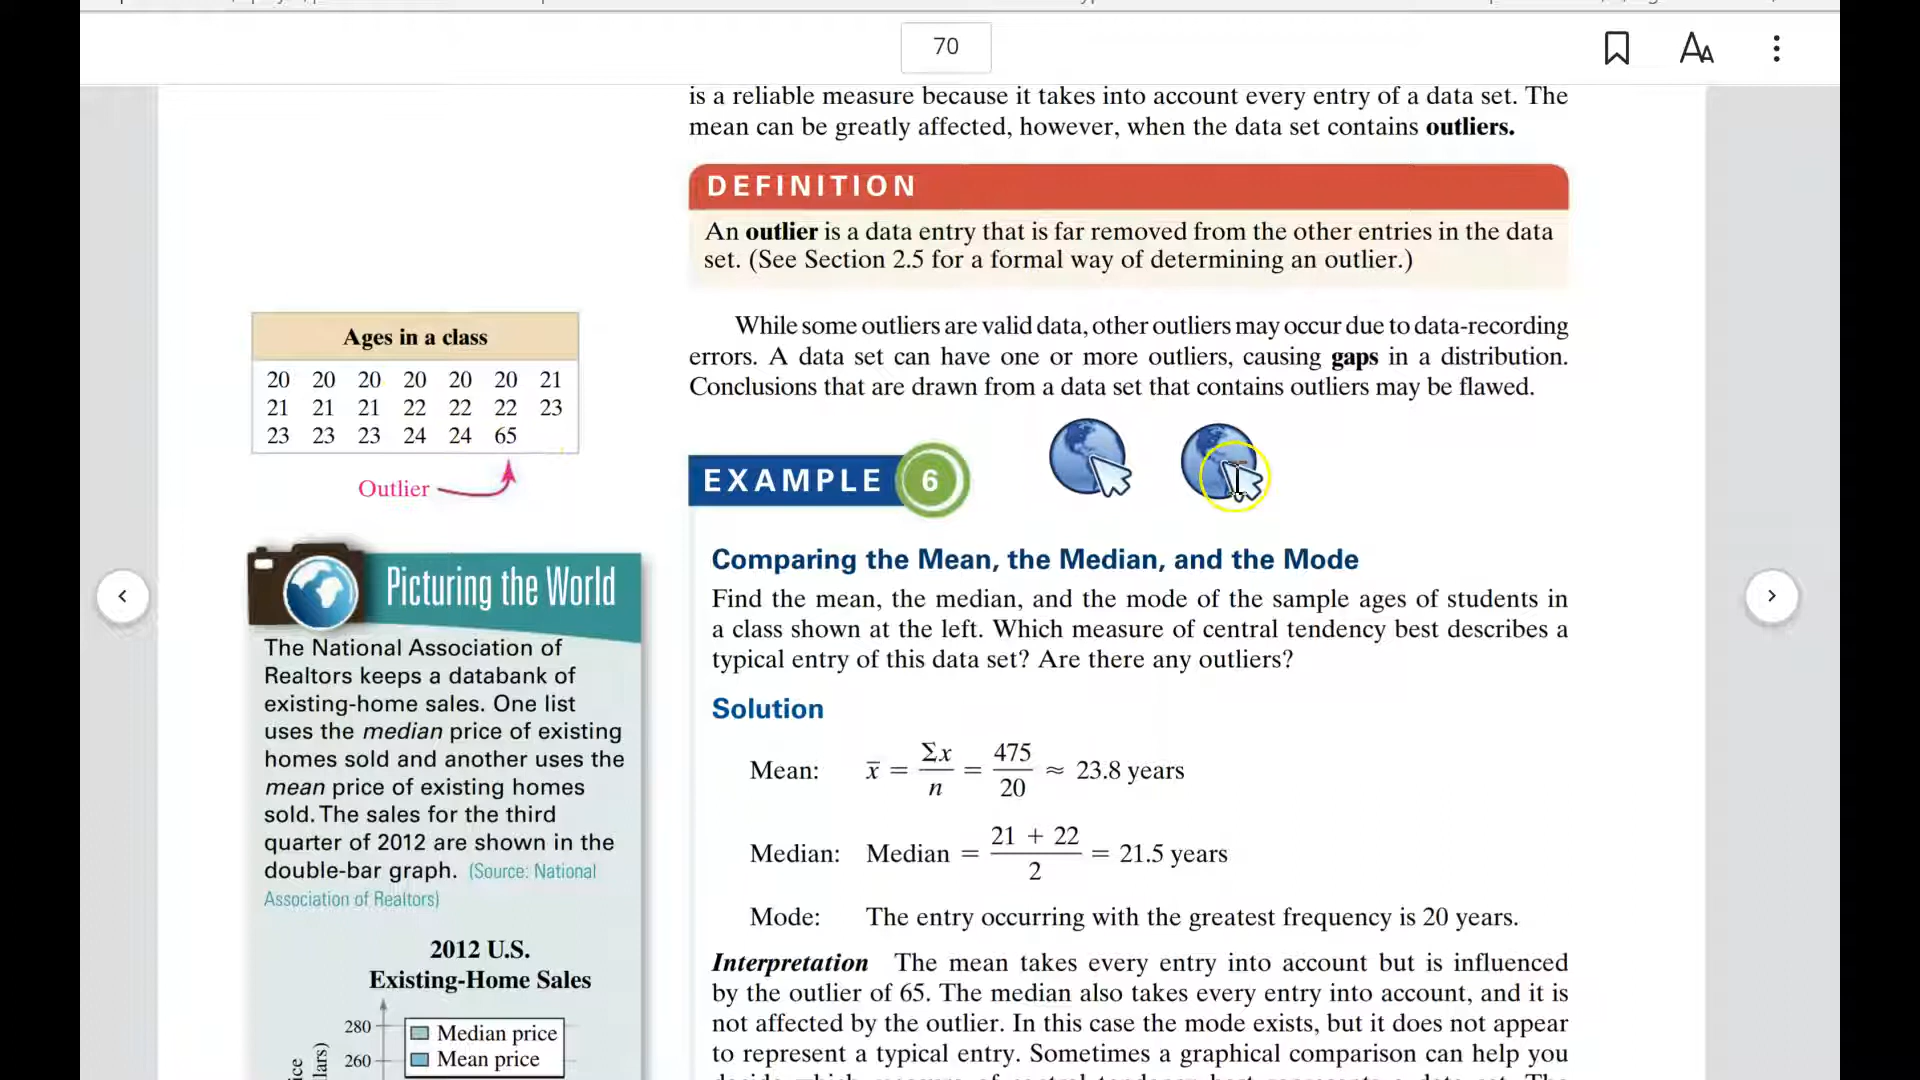 70
is a reliable measure because it takes into account every entry of a data set. The
mean can be greatly affected, however, when the data set contains outliers.
DEFINITION
An outlier is a data entry that is far removed from the other entries in the data
set. (See Section 2.5 for a formal way of determining an outlier.)
While some outliers are valid data, other outliers may occur due to data-recording
errors. A data set can have one or more outliers, causing gaps in a distribution.
Conclusions that are drawn from a data set that contains outliers may be flawed.
Ages in a class
20 20 20 20 20 20 21
21 21 21 22 22 22 23
23 23 23 24 24 65
Outlier
EXAMPLE 6
Comparing the Mean, the Median, and the Mode
Find the mean, the median, and the mode of the sample ages of students in
a class shown at the left. Which measure of central tendency best describes a
typical entry of this data set? Are there any outliers?
Solution
Mean: x̄ = Σx/n = 475/20 ≈ 23.8 years
Median: Median = (21 + 22)/2 = 21.5 years
Mode: The entry occurring with the greatest frequency is 20 years.
Interpretation The mean takes every entry into account but is influenced
by the outlier of 65. The median also takes every entry into account, and it is
not affected by the outlier. In this case the mode exists, but it does not appear
to represent a typical entry. Sometimes a graphical comparison can help you
Picturing the World
The National Association of
Realtors keeps a databank of
existing-home sales. One list
uses the median price of existing
homes sold and another uses the
mean price of existing homes
sold. The sales for the third
quarter of 2012 are shown in the
double-bar graph. (Source: National
Association of Realtors)
2012 U.S.
Existing-Home Sales
280
260
Median price
Mean price